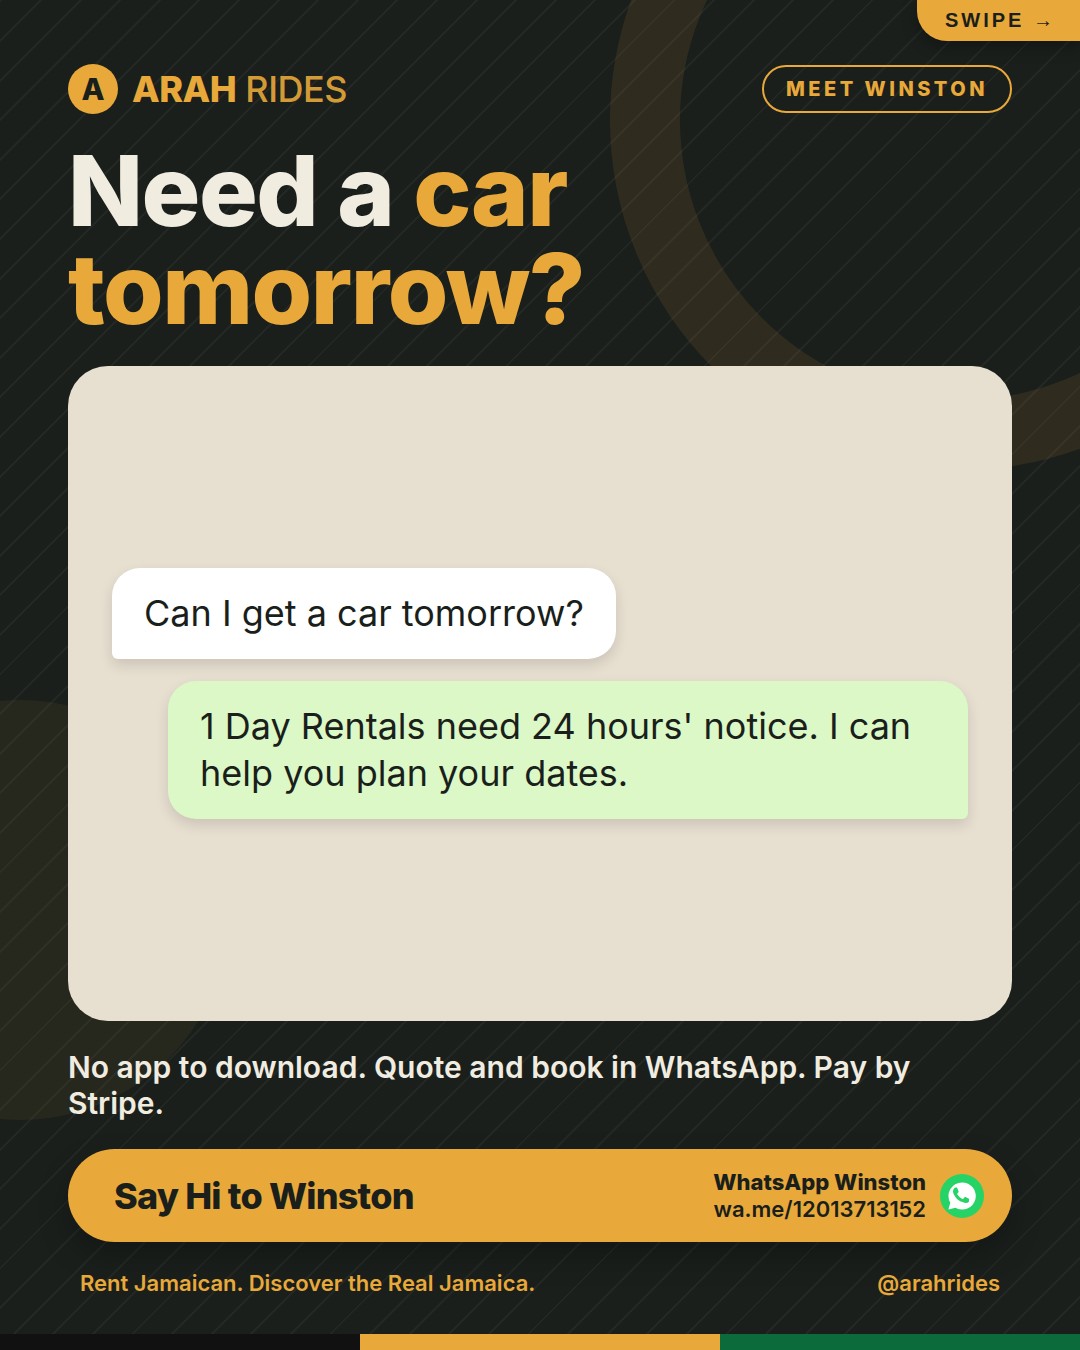 SWIPE →
A ARAH RIDES
MEET WINSTON
Need a car
tomorrow?
Can I get a car tomorrow?
1 Day Rentals need 24 hours' notice. I can
help you plan your dates.
No app to download. Quote and book in WhatsApp. Pay by
Stripe.
Say Hi to Winston
WhatsApp Winston
wa.me/12013713152
Rent Jamaican. Discover the Real Jamaica.
@arahrides